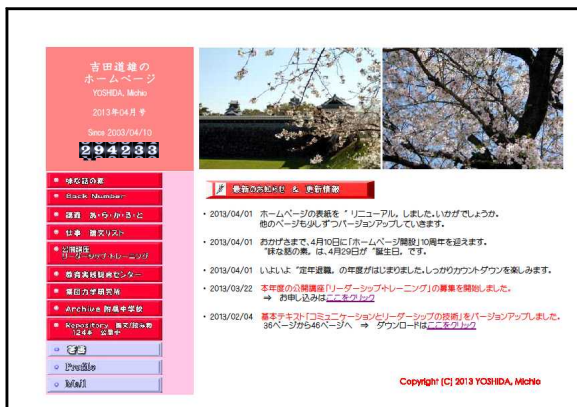 吉田道雄の
ホームページ
YOSHIDA, Michio
2013年04月号
Since 2003/04/10
294233
味な話の素
Back Number
講演 あ・ら・か・る・と
仕事 論文リスト
公開講座
リーダーシップ・トレーニング
教育実践総合センター
集団力学研究所
Archive 附属中学校
Repository 論文/読み物
124本 公開中
著書
Profile
Mail
最新のお知らせ & 更新情報
・2013/04/01 ホームページの表紙を“リニューアル”しました。いかがでしょうか。
他のページも少しずつバージョンアップしていきます。
・2013/04/01 おかげさまで、4月10日に「ホームページ開設」10周年を迎えます。
“味な話の素”は、4月29日が“誕生日”です。
・2013/04/01 いよいよ“定年退職”の年度がはじまりました。しっかりカウントダウンを楽しみます。
・2013/03/22 本年度の公開講座「リーダーシップ・トレーニング」の募集を開始しました。
⇒ お申し込みはここをクリック
・2013/02/04 基本テキスト「コミュニケーションとリーダーシップの技術」をバージョンアップしました。
36ページから46ページへ ⇒ ダウンロードはここをクリック
Copyright (C) 2013 YOSHIDA, Michio